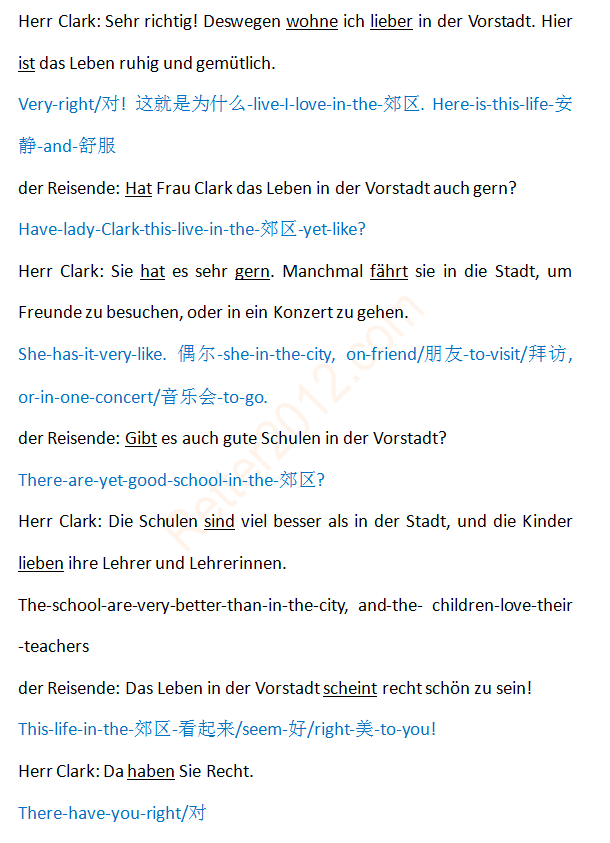 Herr Clark: Sehr richtig! Deswegen wohne ich lieber in der Vorstadt. Hier
ist das Leben ruhig und gemütlich.
Very-right/对! 这就是为什么-live-I-love-in-the-郊区. Here-is-this-life-安
静-and-舒服
der Reisende: Hat Frau Clark das Leben in der Vorstadt auch gern?
Have-lady-Clark-this-live-in-the-郊区-yet-like?
Herr Clark: Sie hat es sehr gern. Manchmal fährt sie in die Stadt, um
Freunde zu besuchen, oder in ein Konzert zu gehen.
She-has-it-very-like. 偶尔-she-in-the-city, on-friend/朋友-to-visit/拜访,
or-in-one-concert/音乐会-to-go.
der Reisende: Gibt es auch gute Schulen in der Vorstadt?
There-are-yet-good-school-in-the-郊区?
Herr Clark: Die Schulen sind viel besser als in der Stadt, und die Kinder
lieben ihre Lehrer und Lehrerinnen.
The-school-are-very-better-than-in-the-city, and-the- children-love-their
-teachers
der Reisende: Das Leben in der Vorstadt scheint recht schön zu sein!
This-life-in-the-郊区-看起来/seem-好/right-美-to-you!
Herr Clark: Da haben Sie Recht.
There-have-you-right/对